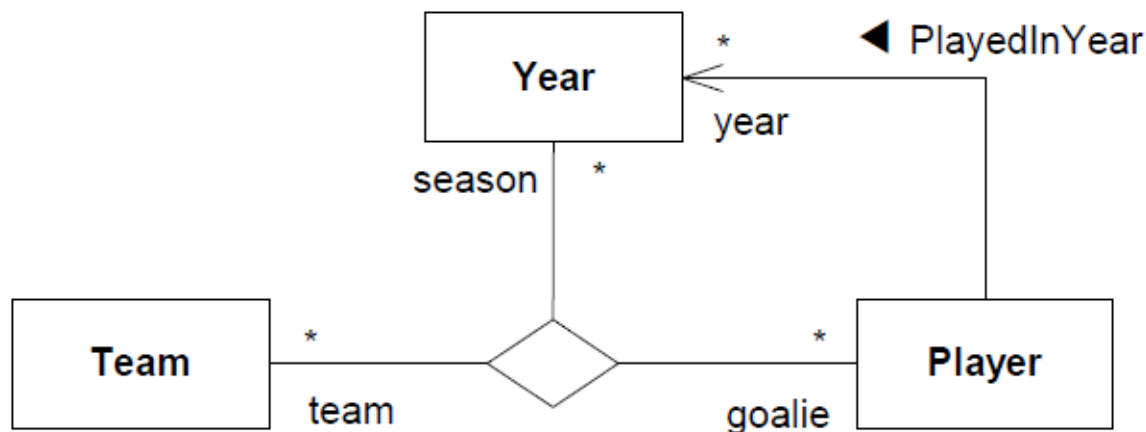 *
◀ PlayedInYear
Year
year
season
*
Team
*
*
Player
team
goalie